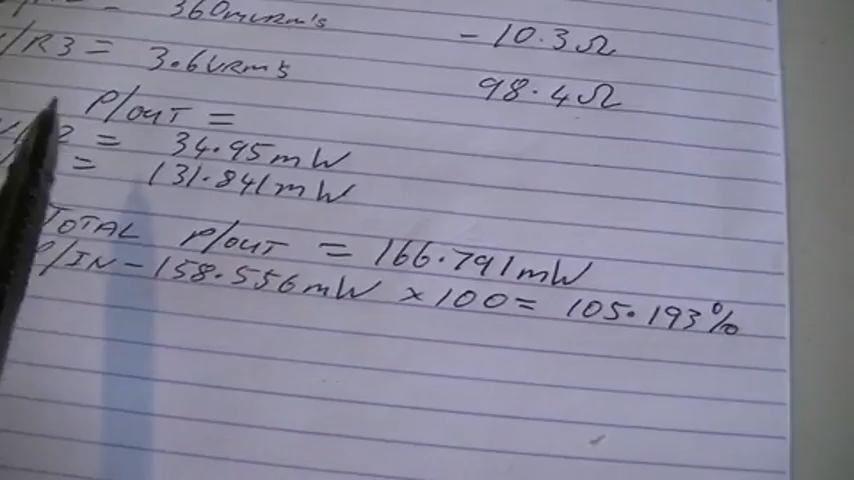 360mVRms
- 10.3Ω
/R3 = 3.6VRms
98.4Ω
P/OUT =
2 = 34.95mW
= 131.841mW
TOTAL P/OUT = 166.791mW
P/IN - 158.556mW x 100 = 105.193%